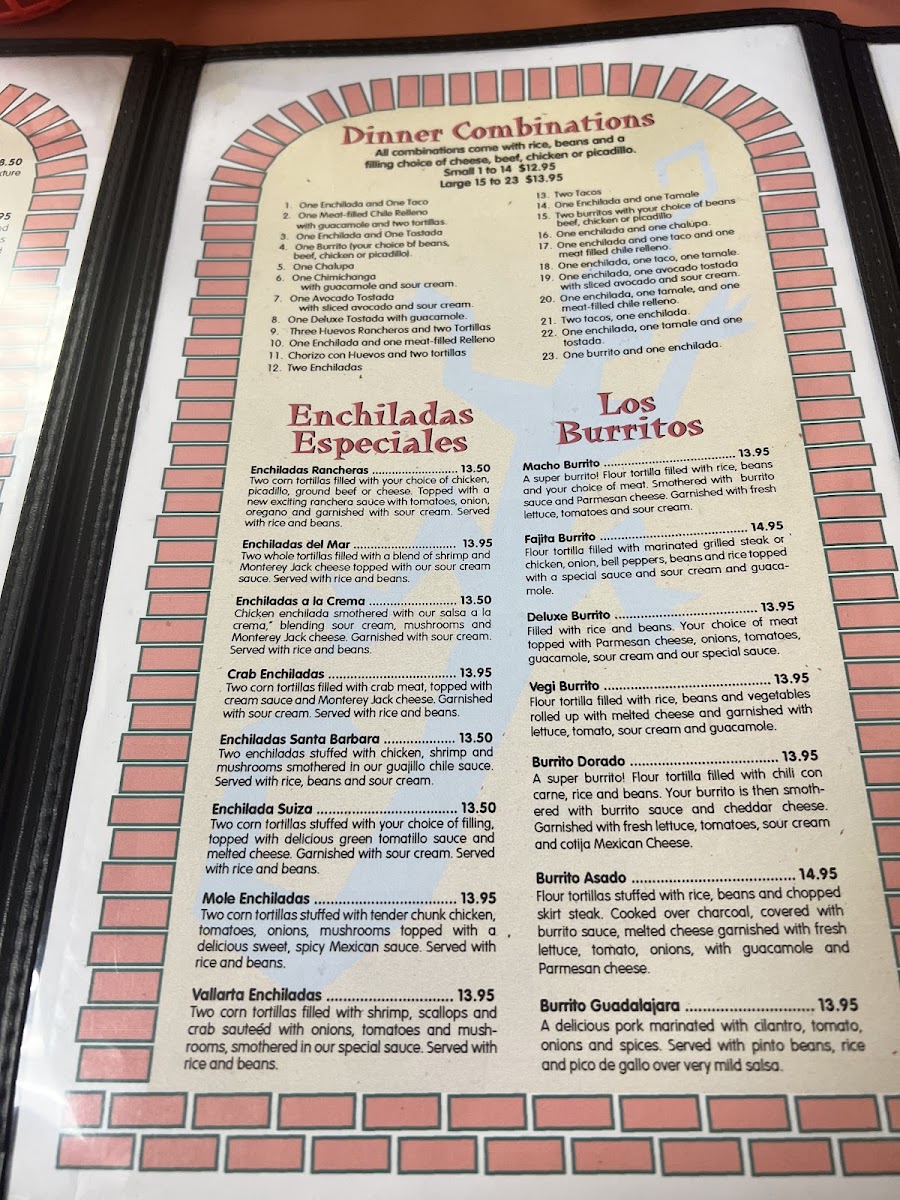 8.50
xture
95
nd
s
d
Dinner Combinations
All combinations come with rice, beans and a
filling choice of cheese, beef, chicken or picadillo.
Small 1 to 14 $12.95
Large 15 to 23 $13.95
1. One Enchilada and One Taco
2. One Meat-filled Chile Relleno
with guacamole and two tortillas.
3. One Enchilada and One Tostada
4. One Burrito (your choice of beans,
beef, chicken or picadillo).
5. One Chalupa
6. One Chimichanga
with guacamole and sour cream.
7. One Avocado Tostada
with sliced avocado and sour cream.
8. One Deluxe Tostada with guacamole.
9. Three Huevos Rancheros and two Tortillas
10. One Enchilada and one meat-filled Relleno
11. Chorizo con Huevos and two tortillas
12. Two Enchiladas
13. Two Tacos
14. One Enchilada and one Tamale
15. Two burritos with your choice of beans
beef, chicken or picadillo
16. One enchilada and one chalupa.
17. One enchilada and one taco and one
meat filled chile relleno.
18. One enchilada, one taco, one tamale.
19. One enchilada, one avocado tostada
with sliced avocado and sour cream.
20. One enchilada, one tamale, and one
meat-filled chile relleno.
21. Two tacos, one enchilada.
22. One enchilada, one tamale and one
tostada.
23. One burrito and one enchilada.
Enchiladas
Especiales
Enchiladas Rancheras ........................ 13.50
Two corn tortillas filled with your choice of chicken,
picadillo, ground beef or cheese. Topped with a
new exciting ranchera sauce with tomatoes, onion,
oregano and garnished with sour cream. Served
with rice and beans.
Enchiladas del Mar ............................ 13.95
Two whole tortillas filled with a blend of shrimp and
Monterey Jack cheese topped with our sour cream
sauce. Served with rice and beans.
Enchiladas a la Crema ........................ 13.50
Chicken enchilada smothered with our salsa a la
crema," blending sour cream, mushrooms and
Monterey Jack cheese. Garnished with sour cream.
Served with rice and beans.
Crab Enchiladas .................................. 13.95
Two corn tortillas filled with crab meat, topped with
cream sauce and Monterey Jack cheese. Garnished
with sour cream. Served with rice and beans.
Enchiladas Santa Barbara ................... 13.50
Two enchiladas stuffed with chicken, shrimp and
mushrooms smothered in our guajillo chile sauce.
Served with rice, beans and sour cream.
Enchilada Suiza ................................... 13.50
Two corn tortillas stuffed with your choice of filling,
topped with delicious green tomatillo sauce and
melted cheese. Garnished with sour cream. Served
with rice and beans.
Mole Enchiladas .................................. 13.95
Two corn tortillas stuffed with tender chunk chicken,
tomatoes, onions, mushrooms topped with a
delicious sweet, spicy Mexican sauce. Served with
rice and beans.
Vallarta Enchiladas .............................. 13.95
Two corn tortillas filled with shrimp, scallops and
crab sauteéd with onions, tomatoes and mush-
rooms, smothered in our special sauce. Served with
rice and beans.
Los
Burritos
Macho Burrito ..................................... 13.95
A super burrito! Flour tortilla filled with rice, beans
and your choice of meat. Smothered with burrito
sauce and Parmesan cheese. Garnished with fresh
lettuce, tomatoes and sour cream.
Fajita Burrito ........................................ 14.95
Flour tortilla filled with marinated grilled steak or
chicken, onion, bell peppers, beans and rice topped
with a special sauce and sour cream and guaca-
mole.
Deluxe Burrito ..................................... 13.95
Filled with rice and beans. Your choice of meat
topped with Parmesan cheese, onions, tomatoes,
guacamole, sour cream and our special sauce.
Vegi Burrito .......................................... 13.95
Flour tortilla filled with rice, beans and vegetables
rolled up with melted cheese and garnished with
lettuce, tomato, sour cream and guacamole.
Burrito Dorado .................................... 13.95
A super burrito! Flour tortilla filled with chili con
carne, rice and beans. Your burrito is then smoth-
ered with burrito sauce and cheddar cheese.
Garnished with fresh lettuce, tomatoes, sour cream
and cotija Mexican Cheese.
Burrito Asado ...................................... 14.95
Flour tortillas stuffed with rice, beans and chopped
skirt steak. Cooked over charcoal, covered with
burrito sauce, melted cheese garnished with fresh
lettuce, tomato, onions, with guacamole and
Parmesan cheese.
Burrito Guadalajara ............................. 13.95
A delicious pork marinated with cilantro, tomato,
onions and spices. Served with pinto beans, rice
and pico de gallo over very mild salsa.